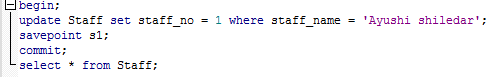 begin;
update Staff set staff_no = 1 where staff_name = 'Ayushi shiledar';
savepoint s1;
commit;
select * from Staff;